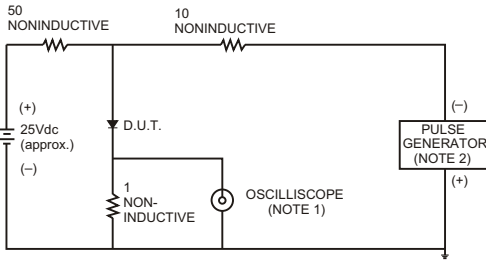 50
NONINDUCTIVE
10
NONINDUCTIVE
(+)
25Vdc
(approx.)
(–)
D.U.T.
1
NON-
INDUCTIVE
OSCILLISCOPE
(NOTE 1)
(–)
PULSE
GENERATOR
(NOTE 2)
(+)